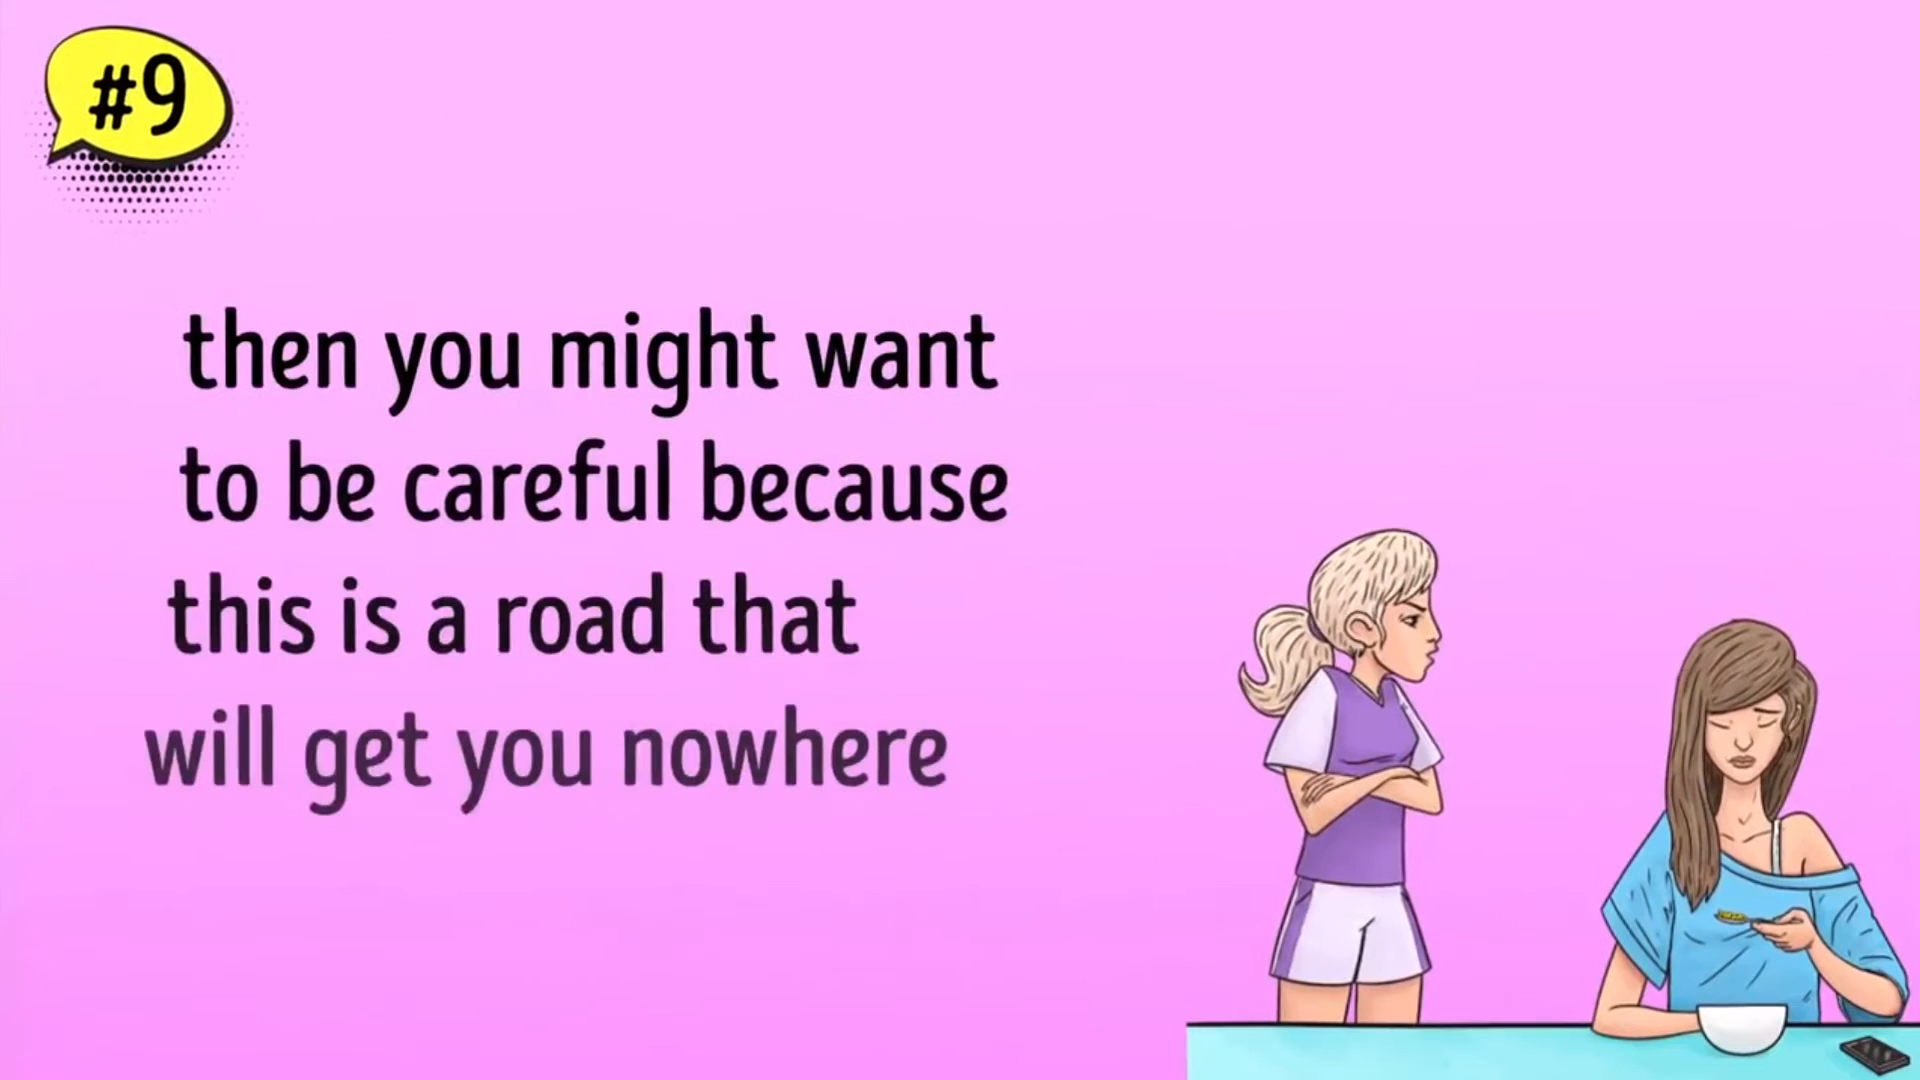 #9
then you might want
to be careful because
this is a road that
will get you nowhere